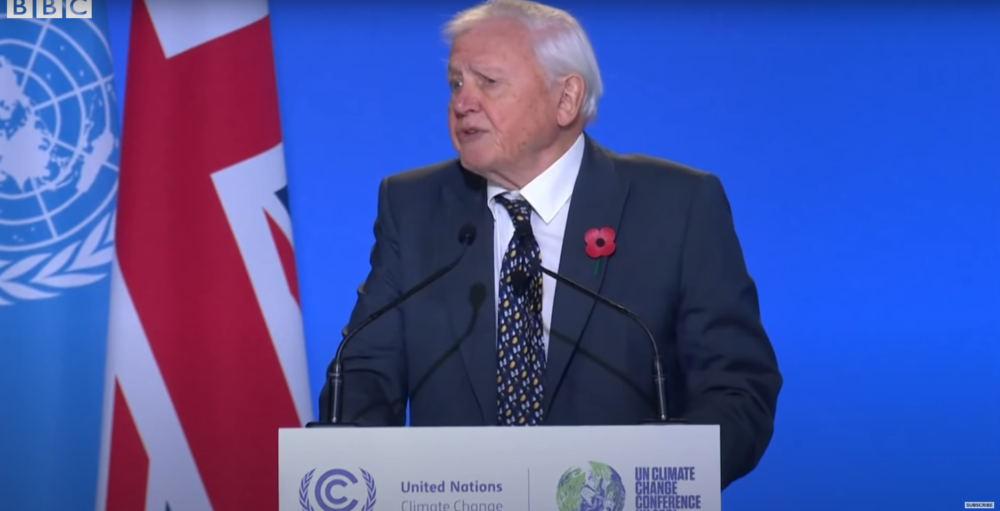 BBC
United Nations
Climate Change
UN CLIMATE
CHANGE
CONFERENCE
SUBSCRIBE